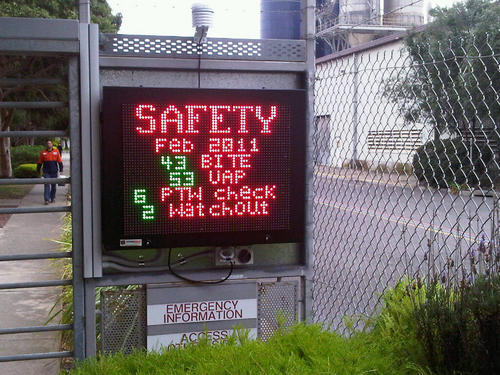 SAFETY
Feb 2011
43 BITE
53 UAP
6 PTW check
2 Watchout
EMERGENCY
INFORMATION
ACCESS